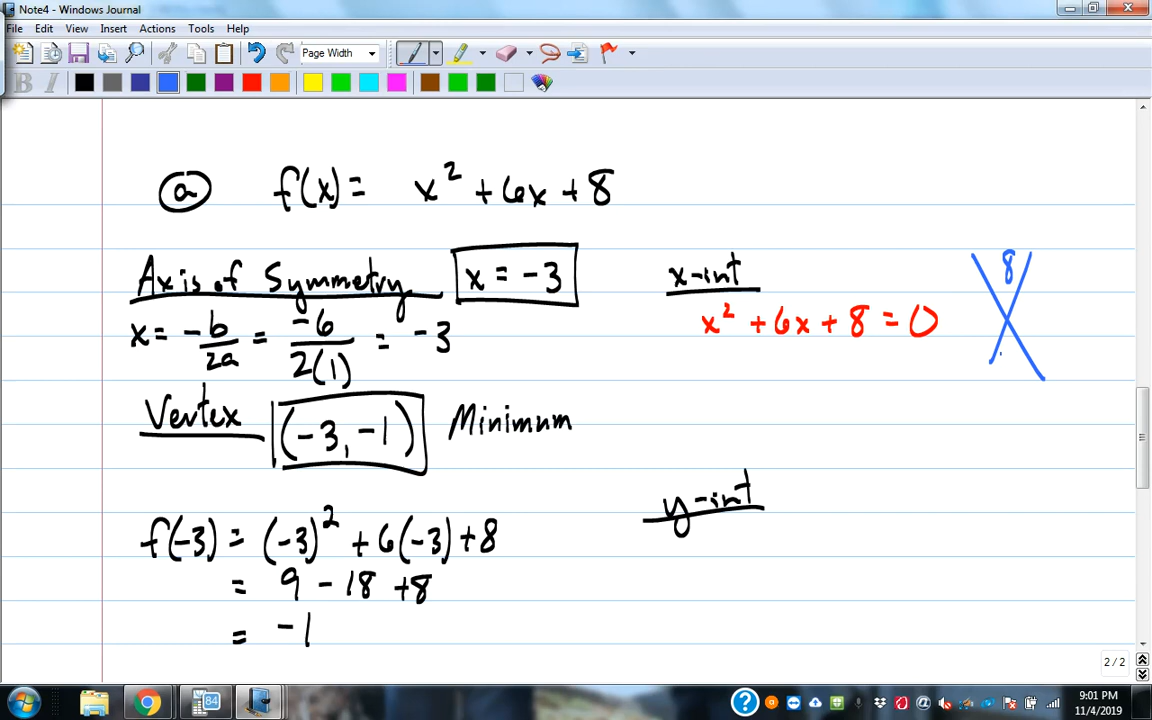 Note4 - Windows Journal
File Edit View Insert Actions Tools Help
Page Width
B I
ⓐ f(x) = x² + 6x + 8
Axis of Symmetry x = -3
x = -b/2a = -6/2(1) = -3
Vertex (-3, -1) Minimum
f(-3) = (-3)² + 6(-3) + 8
= 9 - 18 + 8
= -1
x-int
x² + 6x + 8 = 0
8
y-int
2 / 2
84
?
9:01 PM
11/4/2019